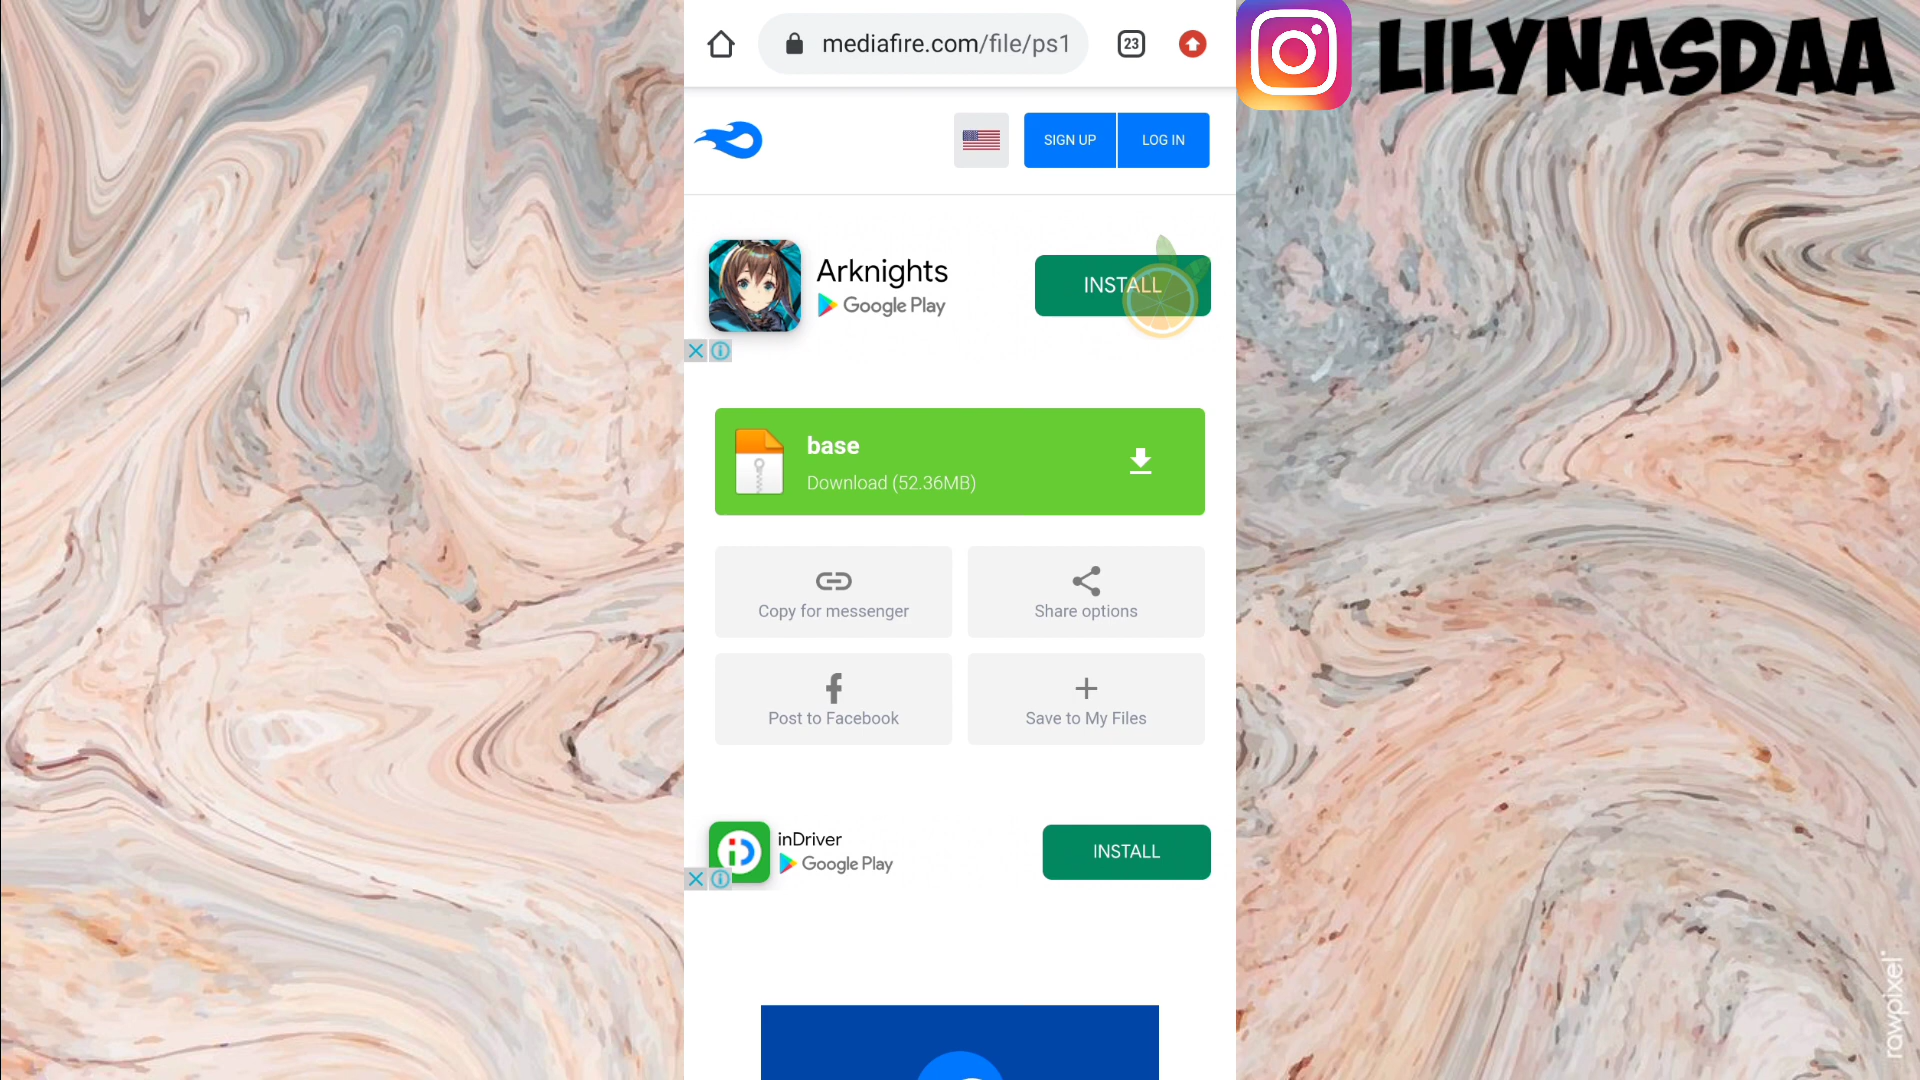 mediafire.com/file/ps1
23
LILYNASDAA
SIGN UP
LOG IN
Arknights
Google Play
INSTALL
base
Download (52.36MB)
Copy for messenger
Share options
Post to Facebook
Save to My Files
inDriver
Google Play
INSTALL
rawpixel